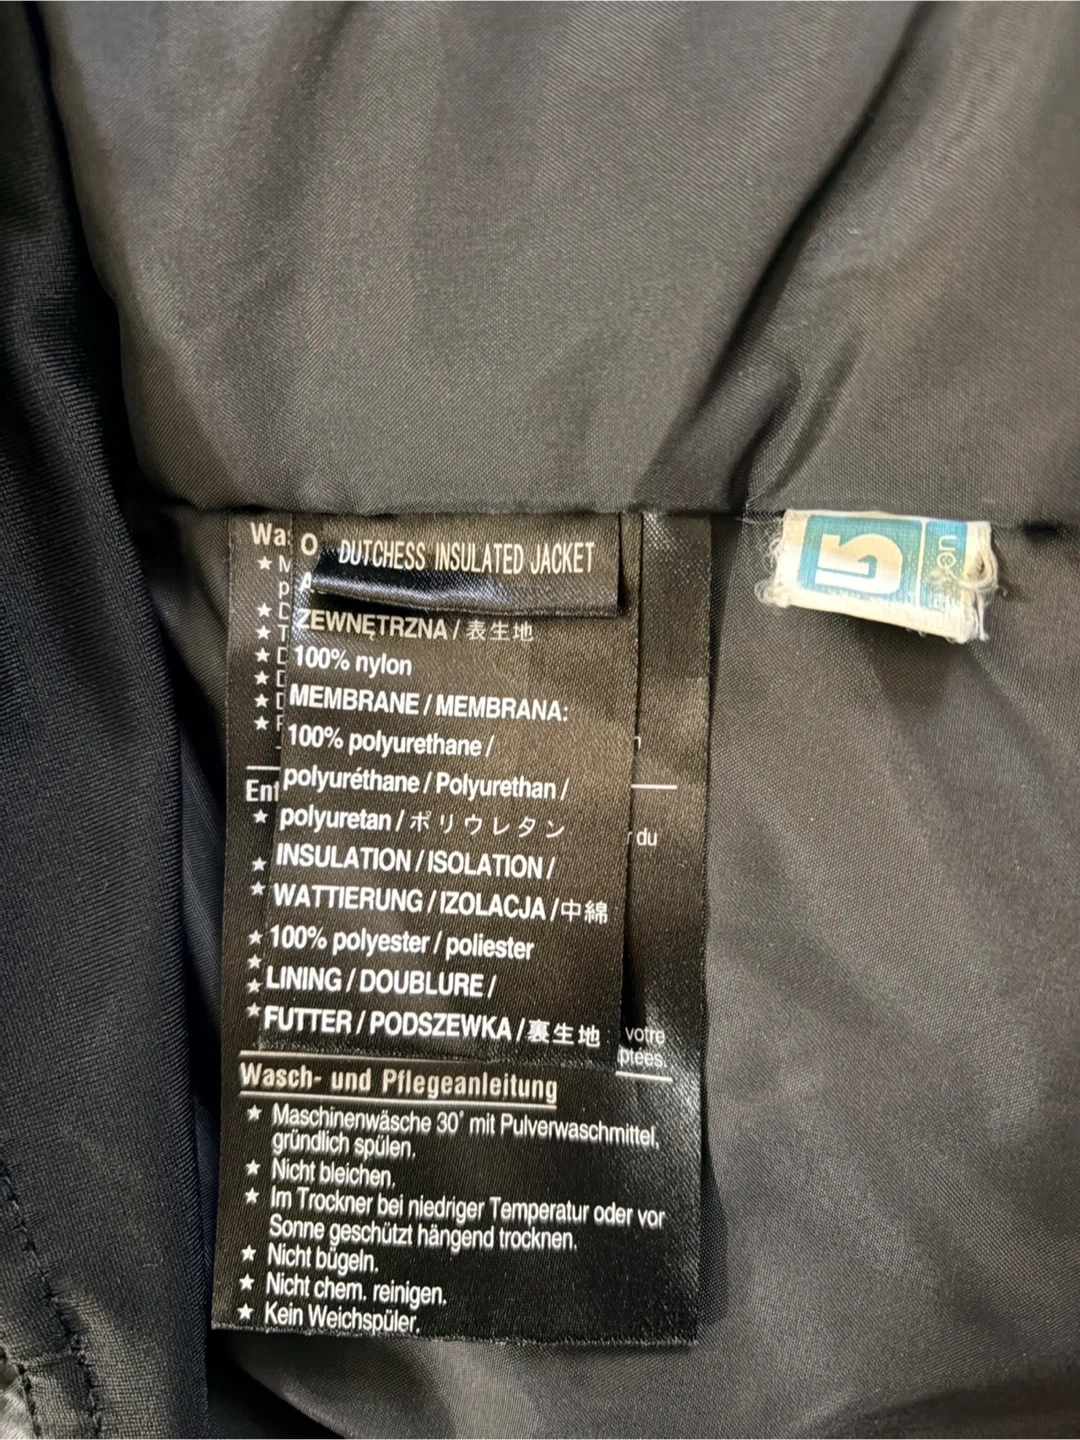 DUTCHESS INSULATED JACKET
ZEWNĘTRZNA / 表生地
100% nylon
MEMBRANE / MEMBRANA:
100% polyurethane /
polyuréthane / Polyurethan /
polyuretan / ポリウレタン
INSULATION / ISOLATION /
WATTIERUNG / IZOLACJA / 中綿
100% polyester / poliester
LINING / DOUBLURE /
FUTTER / PODSZEWKA / 裏生地
du
votre
Wasch- und Pflegeanleitung
★ Maschinenwäsche 30° mit Pulverwaschmittel,
gründlich spülen.
★ Nicht bleichen.
★ Im Trockner bei niedriger Temperatur oder vor
Sonne geschützt hängend trocknen.
★ Nicht bügeln.
★ Nicht chem. reinigen.
★ Kein Weichspüler.